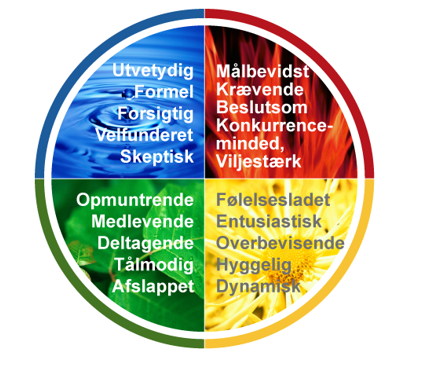 Utvetydig
Formel
Forsigtig
Velfunderet
Skeptisk
Målbevidst
Krævende
Beslutsom
Konkurrence-
minded,
Viljestærk
Opmuntrende
Medlevende
Deltagende
Tålmodig
Afslappet
Følelsesladet
Entusiastisk
Overbevisende
Hyggelig
Dynamisk